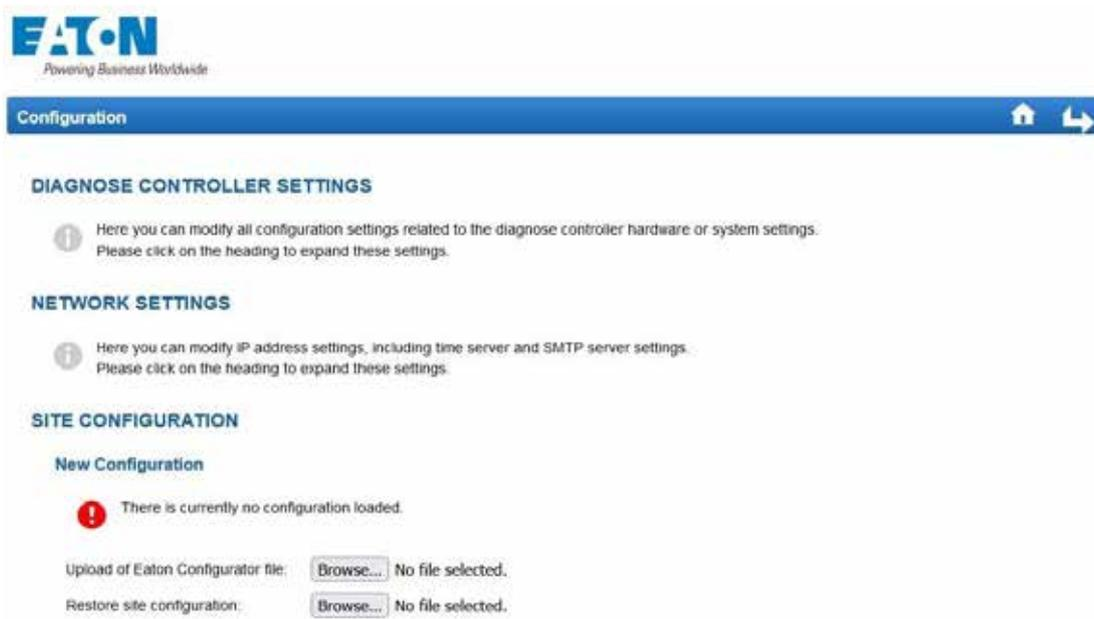 EATON
Powering Business Worldwide
Configuration
DIAGNOSE CONTROLLER SETTINGS
Here you can modify all configuration settings related to the diagnose controller hardware or system settings.
Please click on the heading to expand these settings.
NETWORK SETTINGS
Here you can modify IP address settings, including time server and SMTP server settings.
Please click on the heading to expand these settings.
SITE CONFIGURATION
New Configuration
There is currently no configuration loaded.
Upload of Eaton Configurator file: Browse... No file selected.
Restore site configuration: Browse... No file selected.